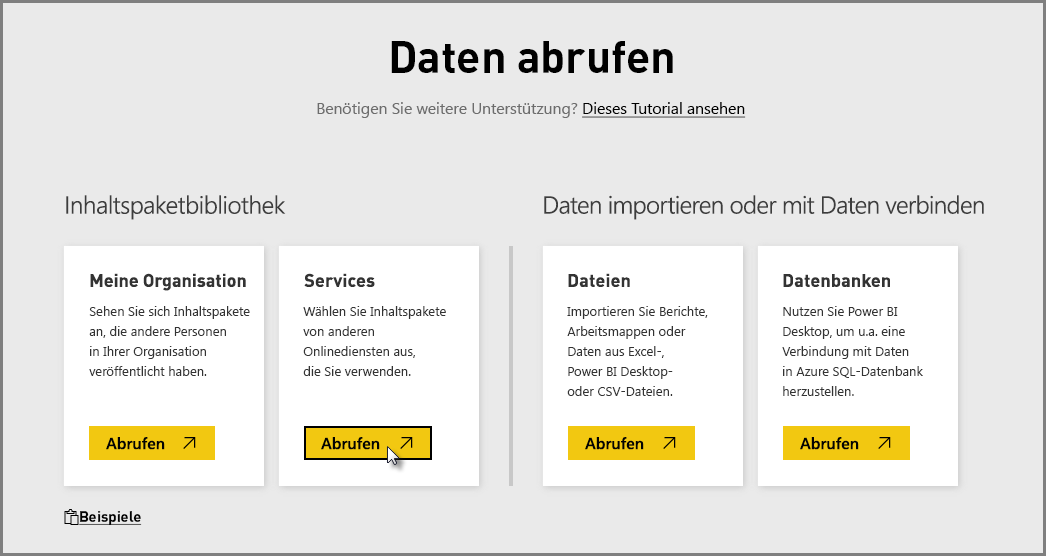 Daten abrufen
Benötigen Sie weitere Unterstützung? Dieses Tutorial ansehen
Inhaltspaketbibliothek
Meine Organisation
Sehen Sie sich Inhaltspakete
an, die andere Personen
in Ihrer Organisation
veröffentlicht haben.
Abrufen
Services
Wählen Sie Inhaltspakete
von anderen
Onlinediensten aus,
die Sie verwenden.
Abrufen
Beispiele
Daten importieren oder mit Daten verbinden
Dateien
Importieren Sie Berichte,
Arbeitsmappen oder
Daten aus Excel-,
Power BI Desktop-
oder CSV-Dateien.
Abrufen
Datenbanken
Nutzen Sie Power BI
Desktop, um u.a. eine
Verbindung mit Daten
in Azure SQL-Datenbank
herzustellen.
Abrufen